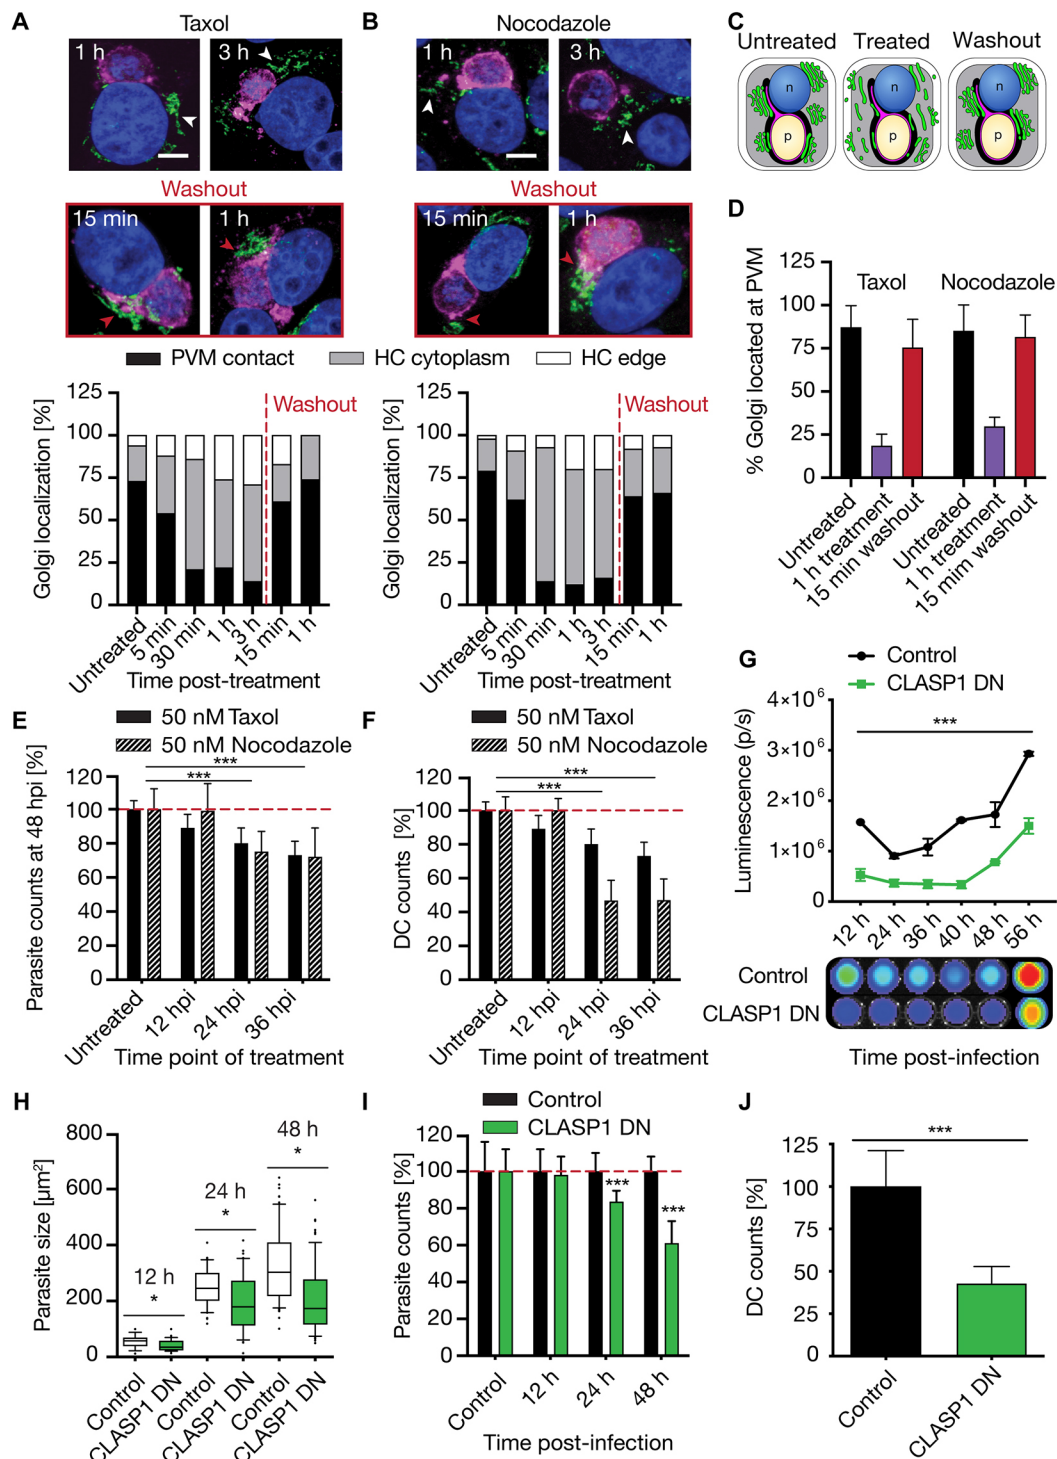 A
Taxol
1 h
3 h
Washout
15 min
1 h
B
Nocodazole
1 h
3 h
Washout
15 min
1 h
PVM contact
HC cytoplasm
HC edge
Golgi localization [%]
125
100
75
50
25
0
Washout
Untreated
5 min
30 min
1 h
3 h
15 min
1 h
Time post-treatment
Golgi localization [%]
125
100
75
50
25
0
Washout
Untreated
5 min
30 min
1 h
3 h
15 min
1 h
Time post-treatment
C
Untreated
Treated
Washout
n
p
n
p
n
p
D
% Golgi located at PVM
125
100
75
50
25
0
Taxol
Nocodazole
Untreated
1 h treatment
15 min washout
Untreated
1 h treatment
15 mim washout
E
50 nM Taxol
50 nM Nocodazole
Parasite counts at 48 hpi [%]
120
100
80
60
40
20
0
***
***
Untreated
12 hpi
24 hpi
36 hpi
Time point of treatment
F
50 nM Taxol
50 nM Nocodazole
DC counts [%]
120
100
80
60
40
20
0
***
***
Untreated
12 hpi
24 hpi
36 hpi
Time point of treatment
G
Control
CLASP1 DN
Luminescence (p/s)
4×10⁶
3×10⁶
2×10⁶
1×10⁶
0
***
12 h
24 h
36 h
40 h
48 h
56 h
Control
CLASP1 DN
Time post-infection
H
Parasite size [µm²]
800
600
400
200
0
12 h
*
24 h
*
48 h
*
Control
CLASP1 DN
Control
CLASP1 DN
Control
CLASP1 DN
I
Control
CLASP1 DN
Parasite counts [%]
120
100
80
60
40
20
0
***
***
Control
12 h
24 h
48 h
Time post-infection
J
DC counts [%]
125
100
75
50
25
0
***
Control
CLASP1 DN